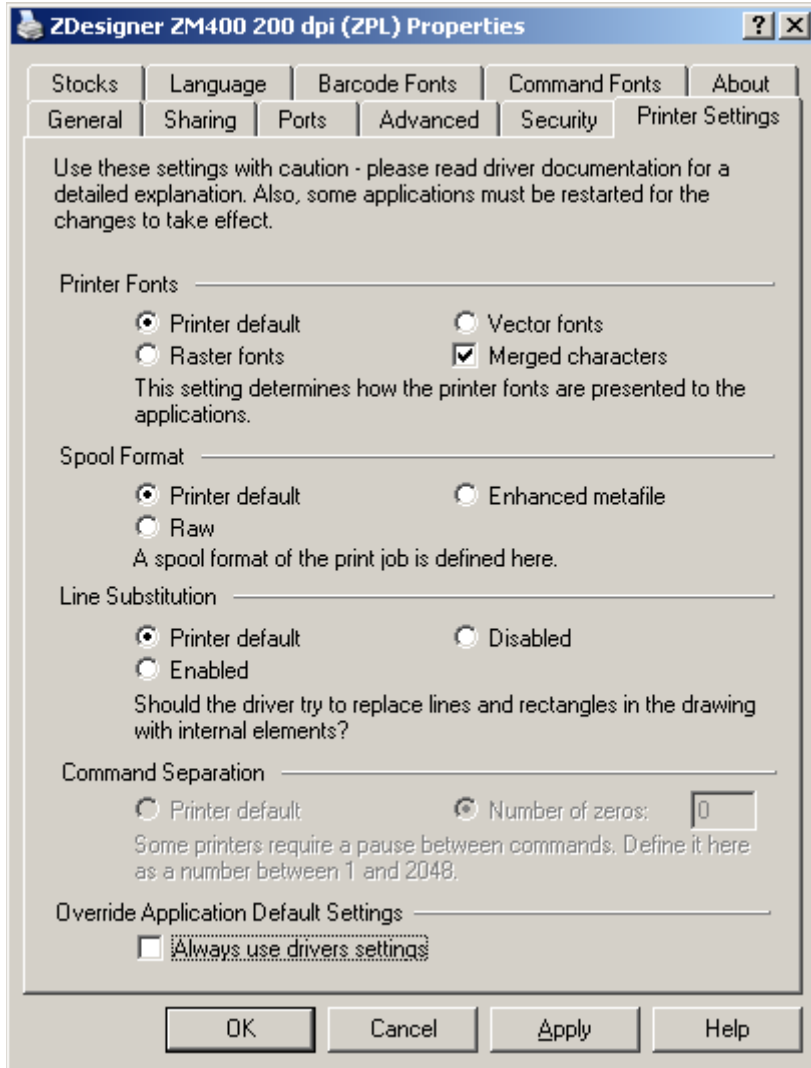 ZDesigner ZM400 200 dpi (ZPL) Properties
Stocks Language Barcode Fonts Command Fonts About
General Sharing Ports Advanced Security Printer Settings
Use these settings with caution - please read driver documentation for a
detailed explanation. Also, some applications must be restarted for the
changes to take effect.
Printer Fonts
Printer default Vector fonts
Raster fonts Merged characters
This setting determines how the printer fonts are presented to the
applications.
Spool Format
Printer default Enhanced metafile
Raw
A spool format of the print job is defined here.
Line Substitution
Printer default Disabled
Enabled
Should the driver try to replace lines and rectangles in the drawing
with internal elements?
Command Separation
Printer default Number of zeros: 0
Some printers require a pause between commands. Define it here
as a number between 1 and 2048.
Override Application Default Settings
Always use drivers settings
OK Cancel Apply Help